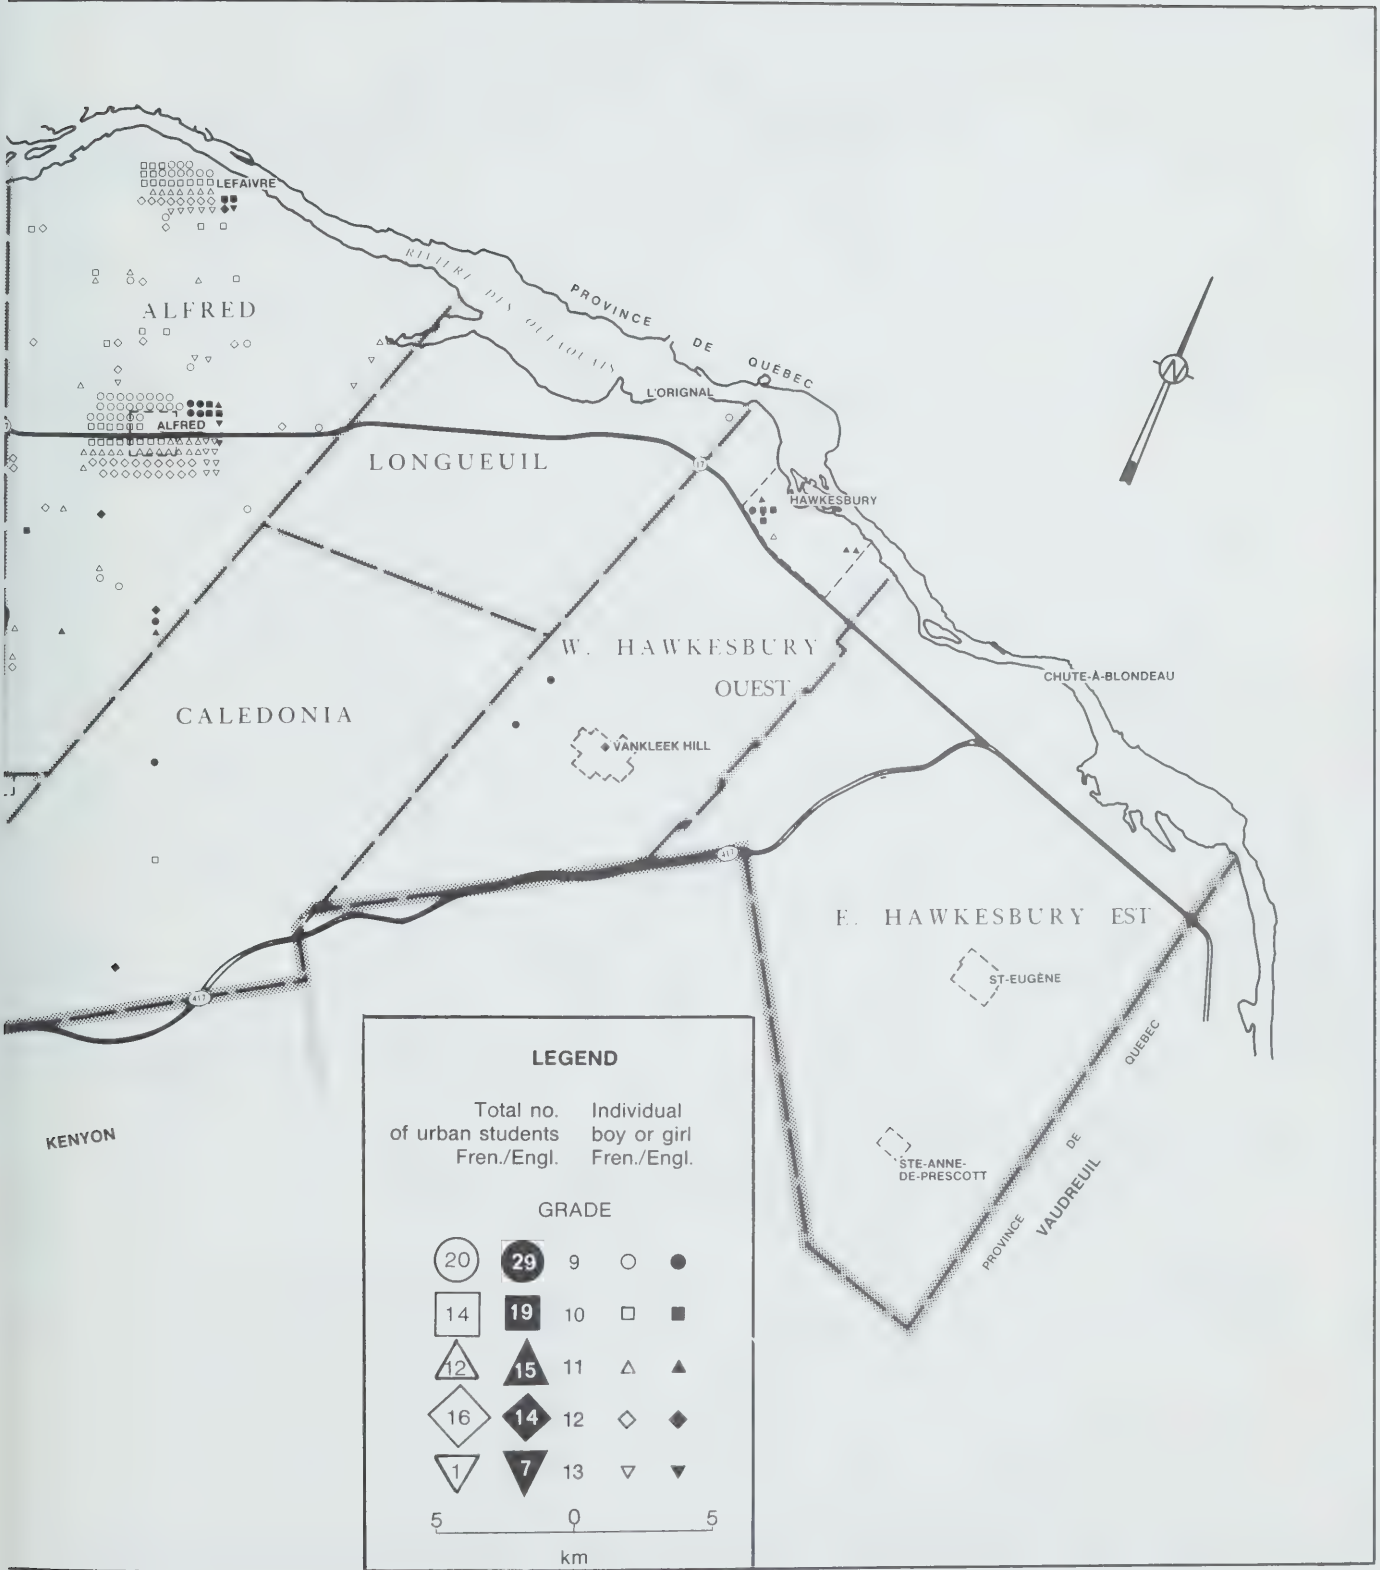 LEFAIVRE
RIVIERE DES OUTAOUAIS
ALFRED
PROVINCE DE QUÉBEC
L'ORIGNAL
ALFRED
LONGUEUIL
17
HAWKESBURY
W. HAWKESBURY
OUEST
CHUTE-À-BLONDEAU
CALEDONIA
VANKLEEK HILL
417
E. HAWKESBURY EST
ST-EUGÈNE
417
PROVINCE DE QUEBEC
VAUDREUIL
STE-ANNE-
DE-PRESCOTT
KENYON
N
LEGEND
Total no. Individual
of urban students boy or girl
Fren./Engl. Fren./Engl.
GRADE
20 29 9
14 19 10
12 15 11
16 14 12
1 7 13
5 0 5
km